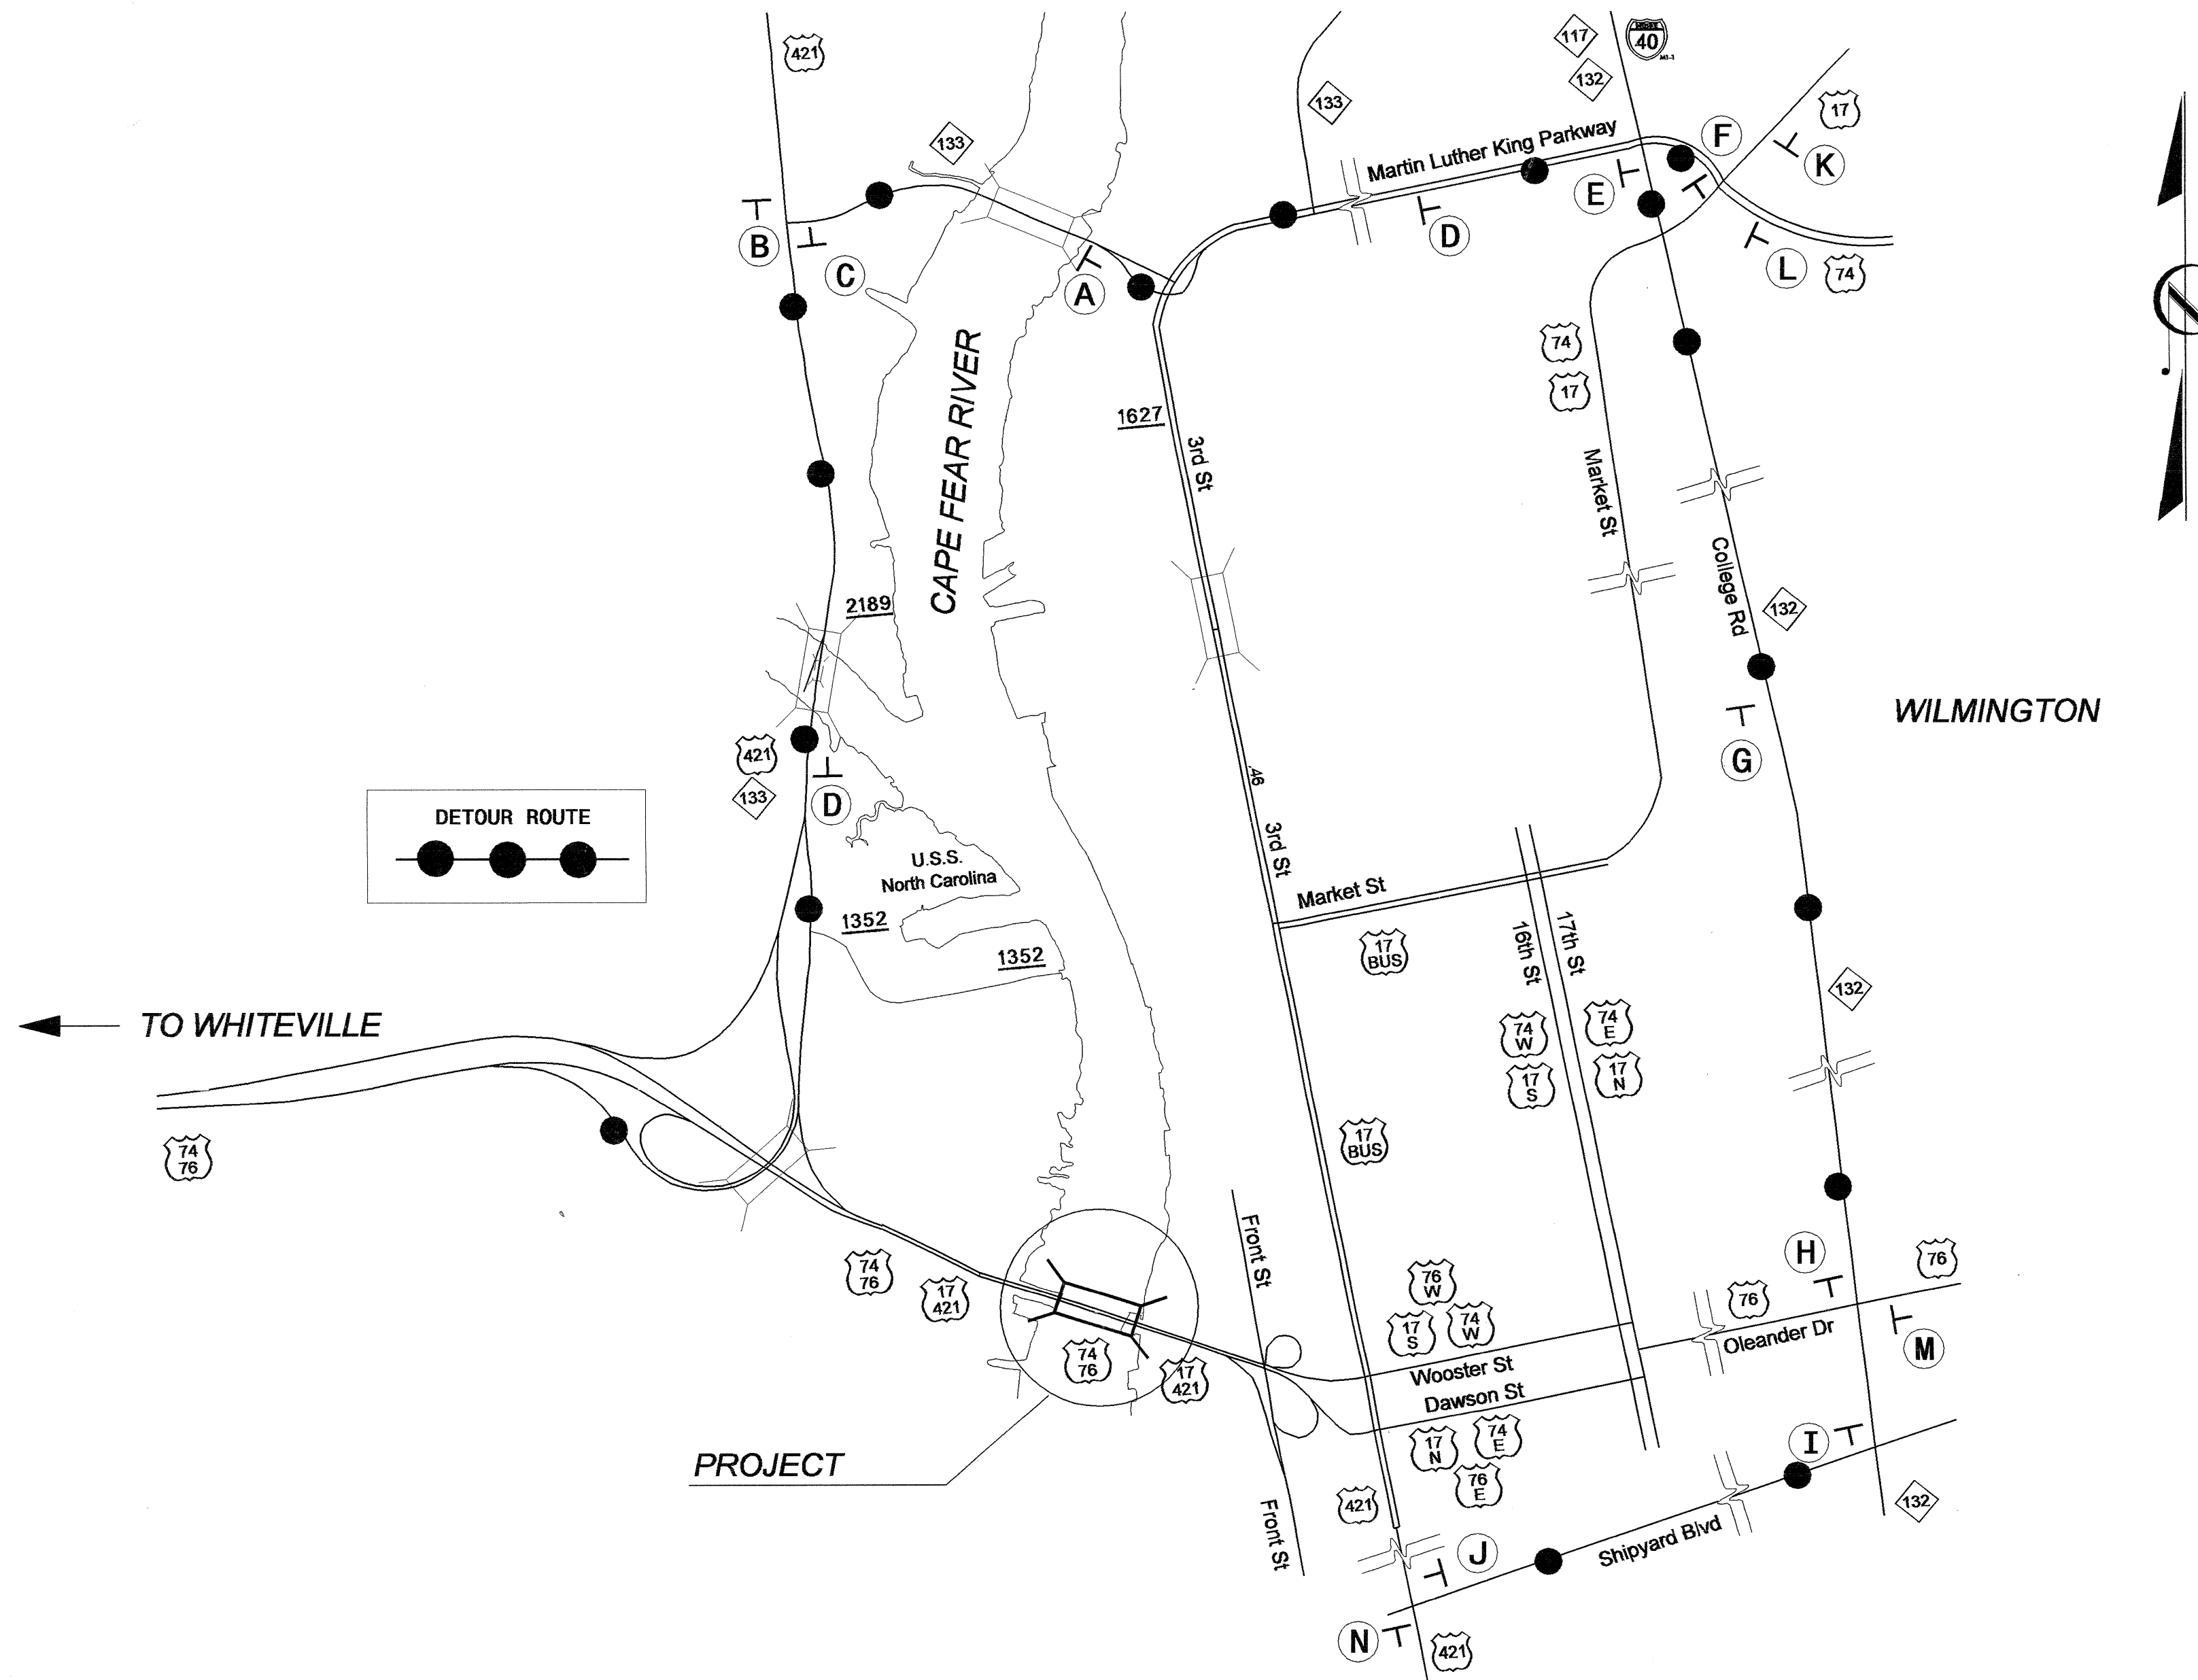 421
117
40
132
133
17
133
Martin Luther King Parkway
F
K
E
B
D
C
A
L
74
CAPE FEAR RIVER
74
17
1627
3rd St
Market St
College Rd
132
2189
WILMINGTON
421
133
D
G
46
DETOUR ROUTE
3rd St
U.S.S.
North Carolina
Market St
1352
1352
17
BUS
16th St
17th St
132
TO WHITEVILLE
74
W
74
E
17
S
17
N
74
76
17
BUS
Front St
H
76
74
76
17
421
76
W
76
17
S
74
W
Oleander Dr
M
74
76
17
421
Wooster St
Dawson St
PROJECT
17
N
74
E
76
E
I
421
132
Front St
J
Shipyard Blvd
N
421